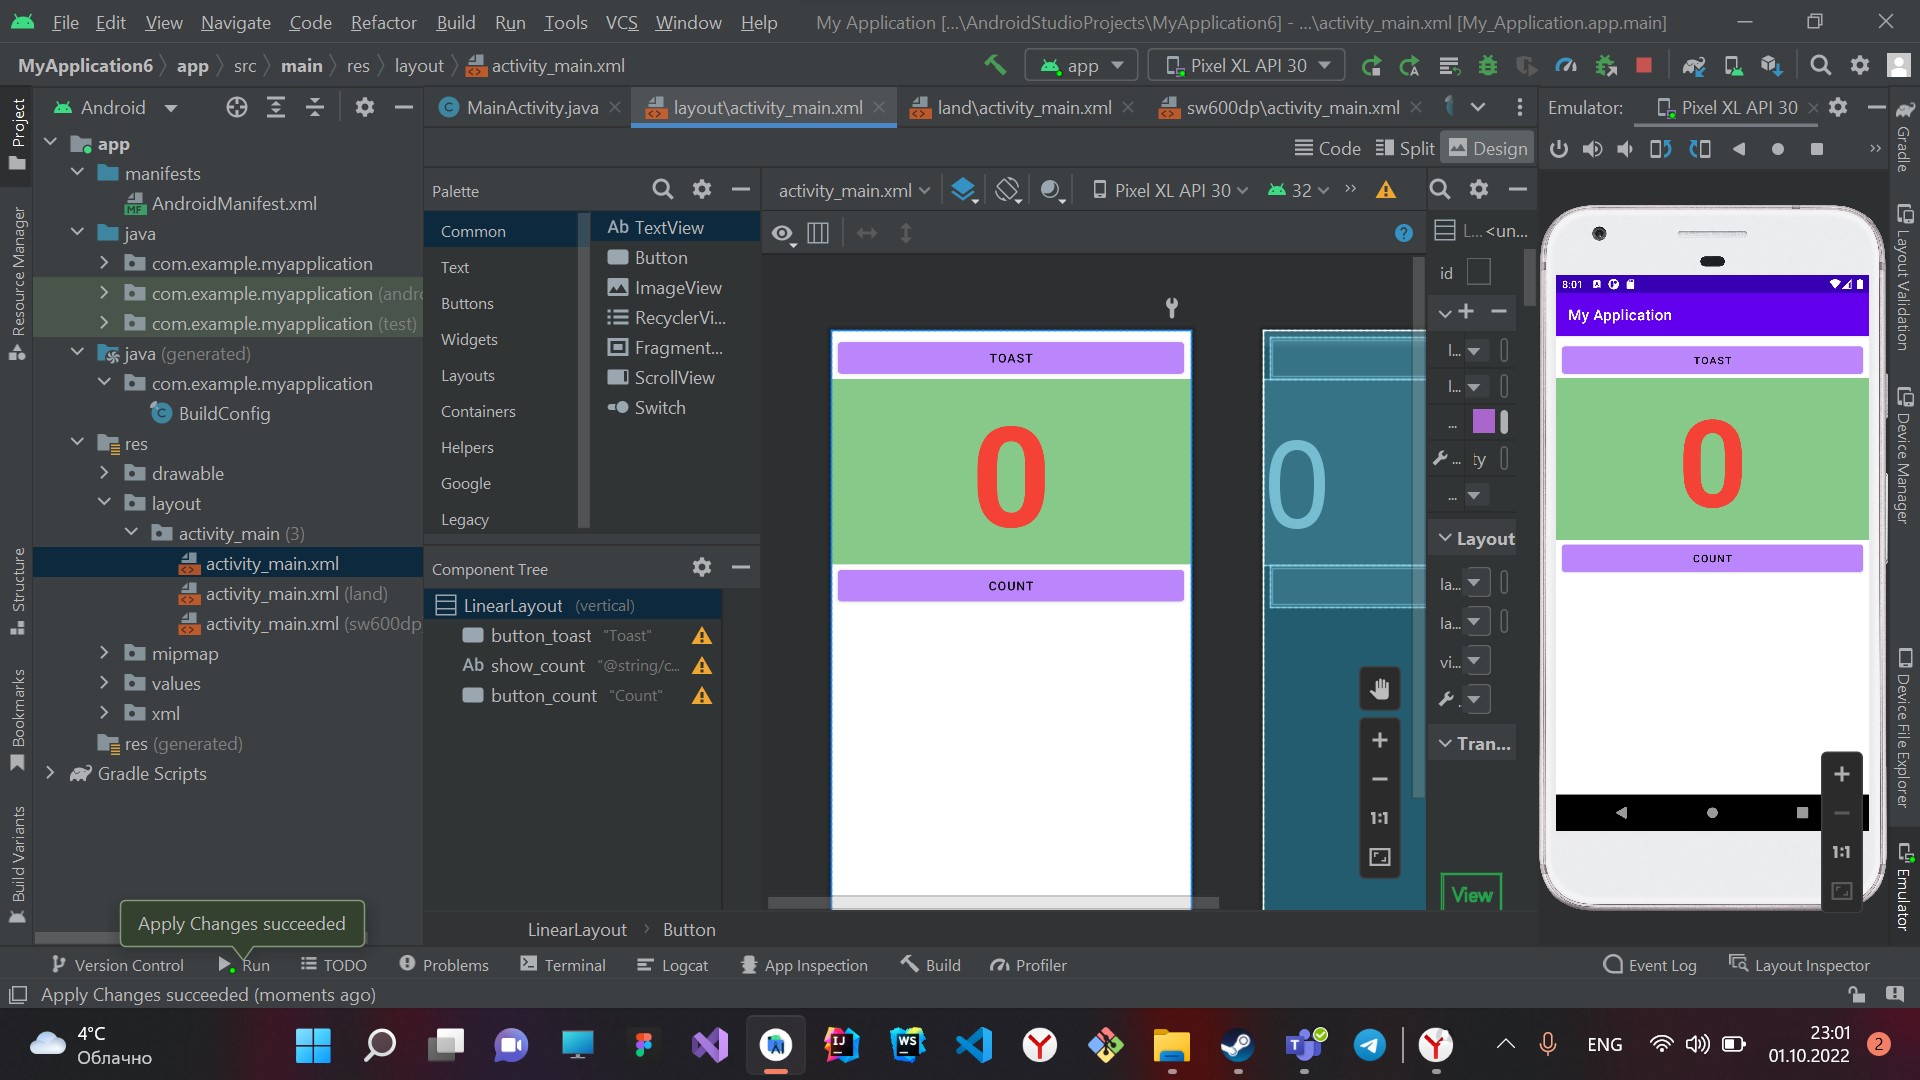 File Edit View Navigate Code Refactor Build Run Tools VCS Window Help My Application [...\AndroidStudioProjects\MyApplication6] - ...\activity_main.xml [My_Application.app.main]
MyApplication6 app src main res layout activity_main.xml app Pixel XL API 30
Project
Resource Manager
Structure
Bookmarks
Build Variants
Android
app
manifests
AndroidManifest.xml
java
com.example.myapplication
com.example.myapplication (andro
com.example.myapplication (test)
java (generated)
com.example.myapplication
BuildConfig
res
drawable
layout
activity_main (3)
activity_main.xml
activity_main.xml (land)
activity_main.xml (sw600dp
mipmap
values
xml
res (generated)
Gradle Scripts
MainActivity.java layout\activity_main.xml land\activity_main.xml sw600dp\activity_main.xml
Code Split Design
Palette
Common
Text
Buttons
Widgets
Layouts
Containers
Helpers
Google
Legacy
Ab TextView
Button
ImageView
RecyclerVi...
Fragment...
ScrollView
Switch
Component Tree
LinearLayout (vertical)
button_toast "Toast"
Ab show_count "@string/c...
button_count "Count"
activity_main.xml Pixel XL API 30 32
TOAST
0
COUNT
0
1:1
L... <un...
id
l...
l...
...
... ty
...
Layout
la...
la...
vi...
Tran...
View
Emulator: Pixel XL API 30
8:01
My Application
TOAST
0
COUNT
1:1
Gradle
Layout Validation
Device Manager
Device File Explorer
Emulator
LinearLayout Button
Apply Changes succeeded
Version Control Run TODO Problems Terminal Logcat App Inspection Build Profiler Event Log Layout Inspector
Apply Changes succeeded (moments ago)
4°C
Облачно
ENG
23:01
01.10.2022
2